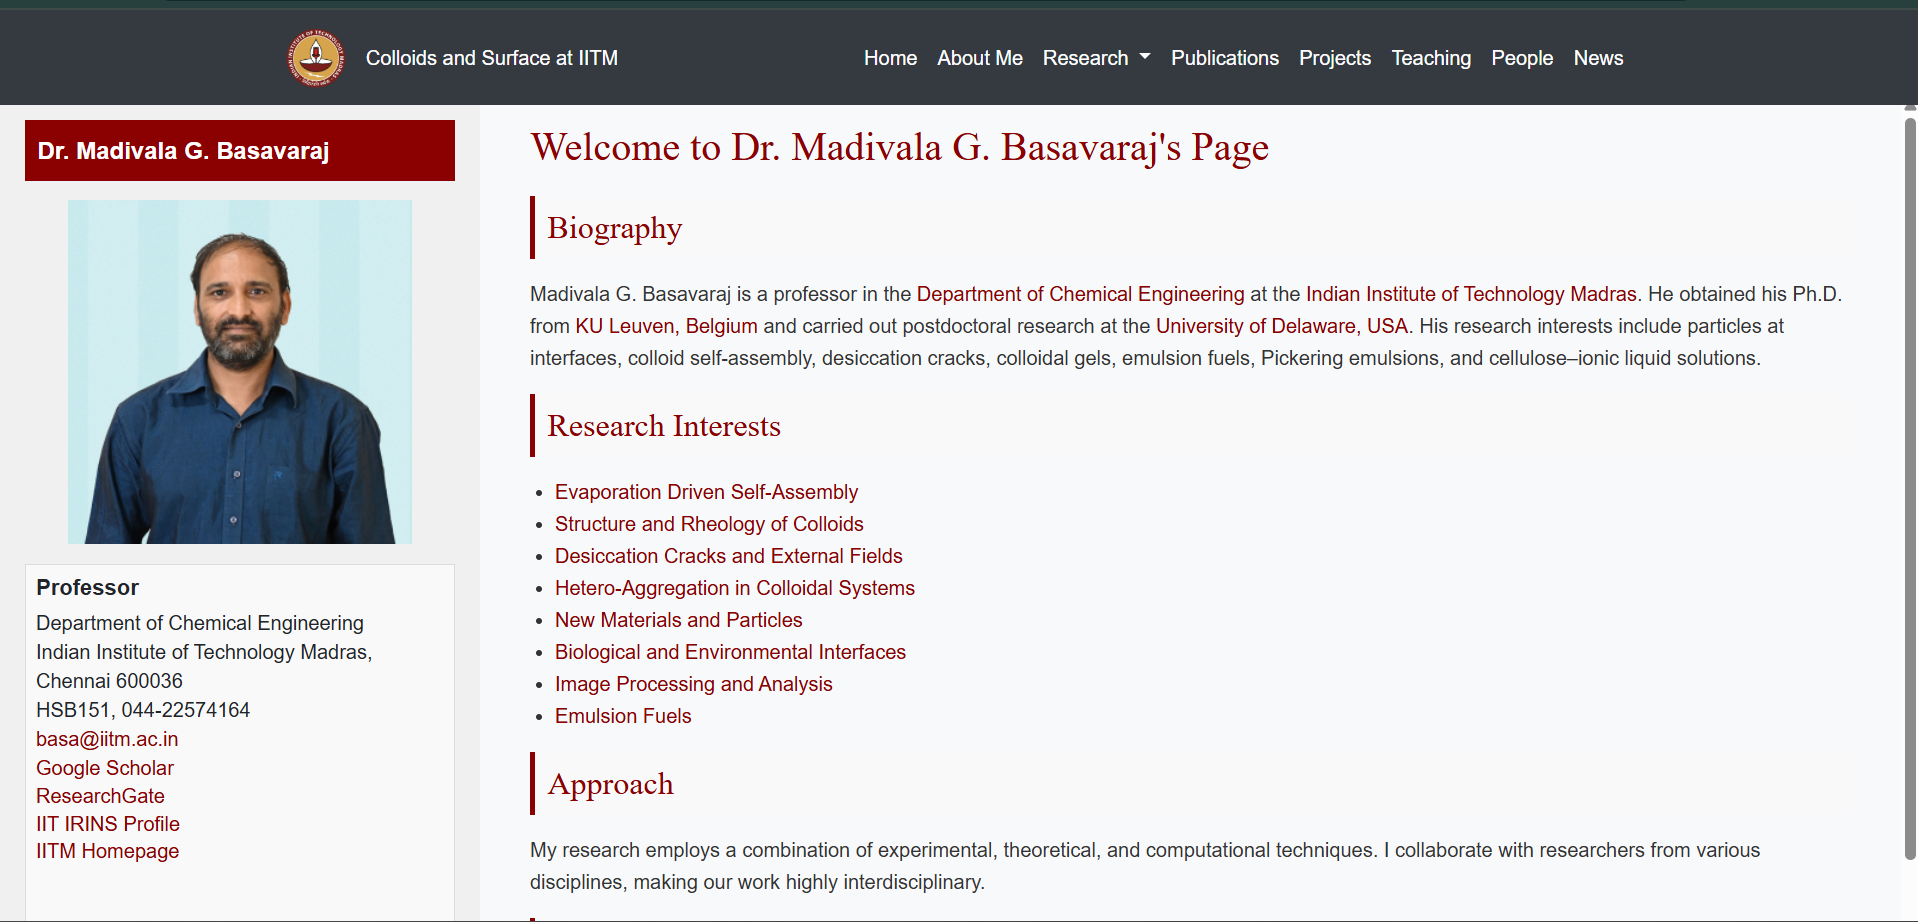 Colloids and Surface at IITM
Home About Me Research Publications Projects Teaching People News
Dr. Madivala G. Basavaraj
Professor
Department of Chemical Engineering
Indian Institute of Technology Madras,
Chennai 600036
HSB151, 044-22574164
basa@iitm.ac.in
Google Scholar
ResearchGate
IIT IRINS Profile
IITM Homepage
Welcome to Dr. Madivala G. Basavaraj's Page
Biography
Madivala G. Basavaraj is a professor in the Department of Chemical Engineering at the Indian Institute of Technology Madras. He obtained his Ph.D.
from KU Leuven, Belgium and carried out postdoctoral research at the University of Delaware, USA. His research interests include particles at
interfaces, colloid self-assembly, desiccation cracks, colloidal gels, emulsion fuels, Pickering emulsions, and cellulose–ionic liquid solutions.
Research Interests
• Evaporation Driven Self-Assembly
• Structure and Rheology of Colloids
• Desiccation Cracks and External Fields
• Hetero-Aggregation in Colloidal Systems
• New Materials and Particles
• Biological and Environmental Interfaces
• Image Processing and Analysis
• Emulsion Fuels
Approach
My research employs a combination of experimental, theoretical, and computational techniques. I collaborate with researchers from various
disciplines, making our work highly interdisciplinary.